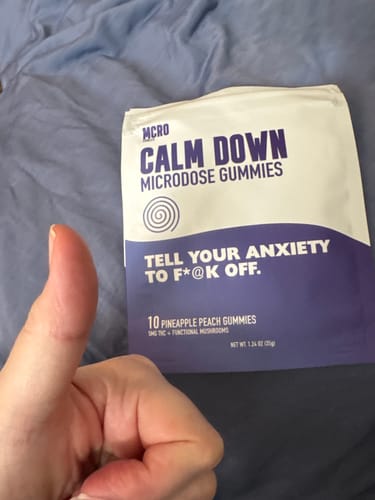 MCRO
CALM DOWN
MICRODOSE GUMMIES
TELL YOUR ANXIETY
TO F*@K OFF.
10 PINEAPPLE PEACH GUMMIES
5MG THC + FUNCTIONAL MUSHROOMS
NET WT. 1.24 OZ (35g)